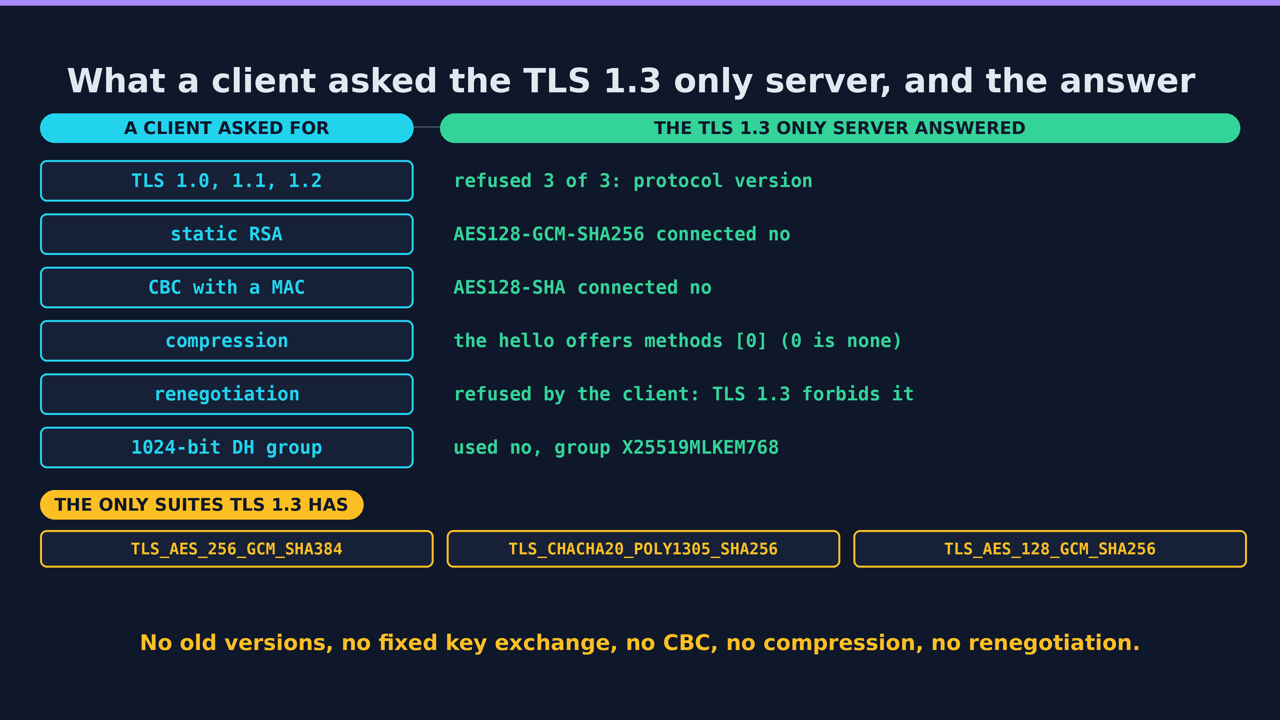 What a client asked the TLS 1.3 only server, and the answer
A CLIENT ASKED FOR
THE TLS 1.3 ONLY SERVER ANSWERED
TLS 1.0, 1.1, 1.2
refused 3 of 3: protocol version
static RSA
AES128-GCM-SHA256 connected no
CBC with a MAC
AES128-SHA connected no
compression
the hello offers methods [0] (0 is none)
renegotiation
refused by the client: TLS 1.3 forbids it
1024-bit DH group
used no, group X25519MLKEM768
THE ONLY SUITES TLS 1.3 HAS
TLS_AES_256_GCM_SHA384
TLS_CHACHA20_POLY1305_SHA256
TLS_AES_128_GCM_SHA256
No old versions, no fixed key exchange, no CBC, no compression, no renegotiation.